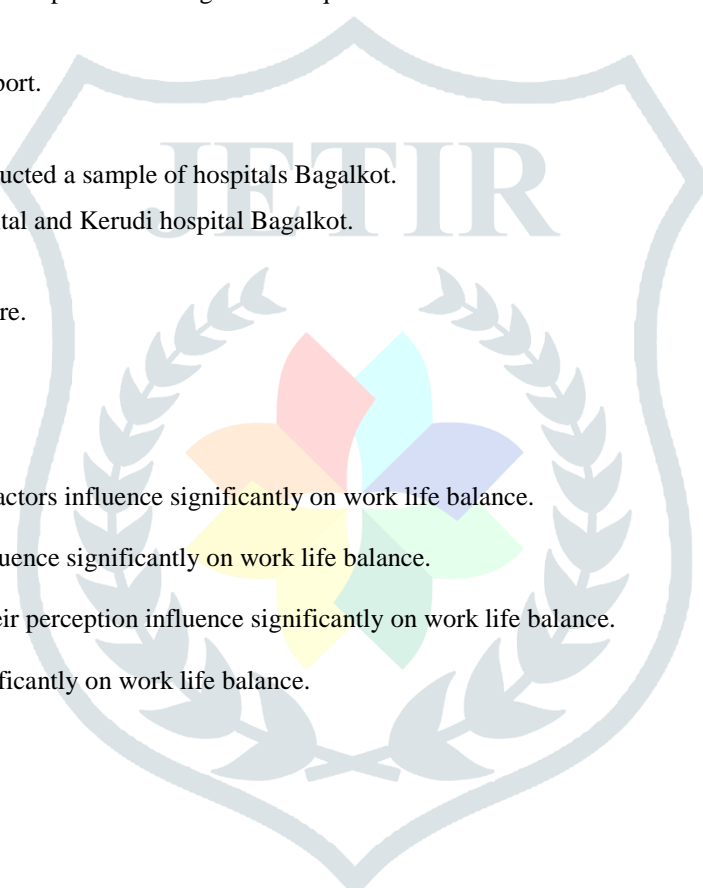 port.
ucted a sample of hospitals Bagalkot.
ital and Kerudi hospital Bagalkot.
JETIR
re.
actors influence significantly on work life balance.
uence significantly on work life balance.
eir perception influence significantly on work life balance.
ficantly on work life balance.